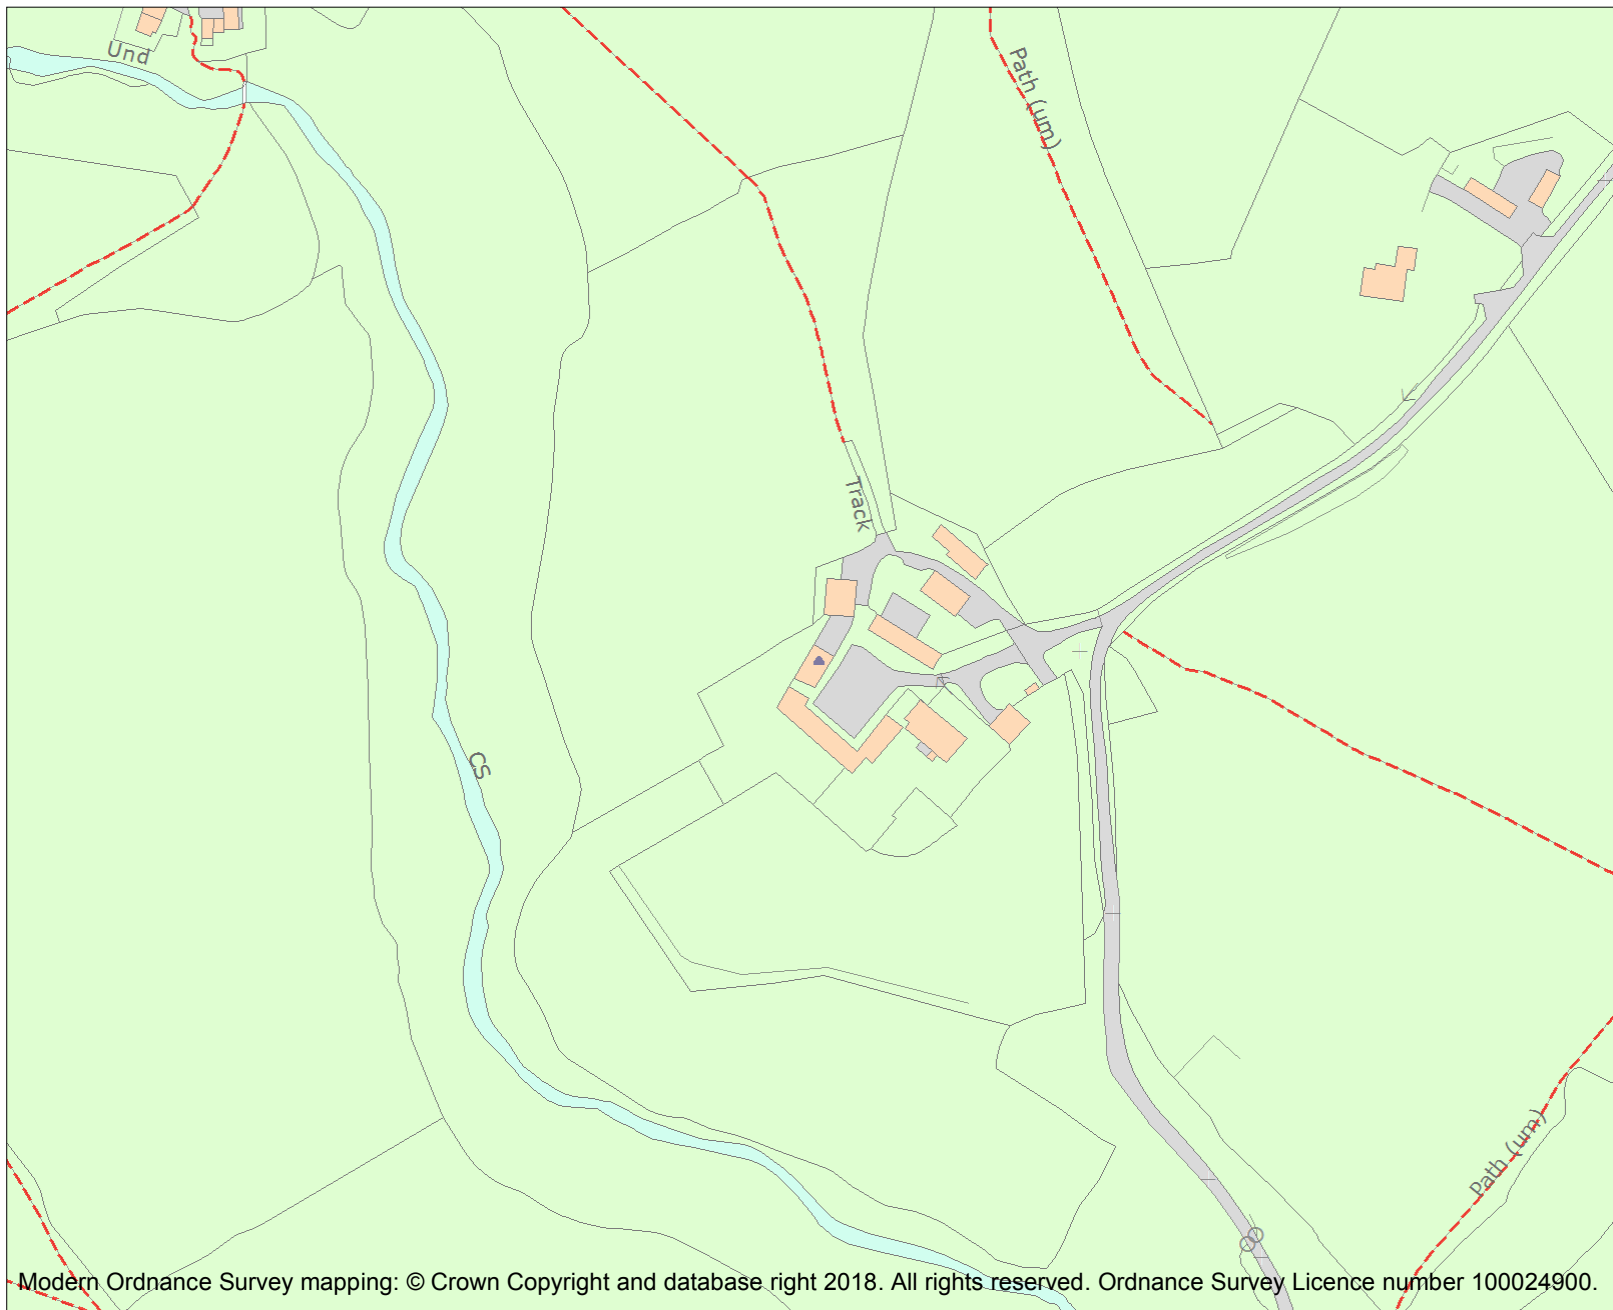 Und
Path (um)
Track
CS
Path (um)
Modern Ordnance Survey mapping: © Crown Copyright and database right 2018. All rights reserved. Ordnance Survey Licence number 100024900.